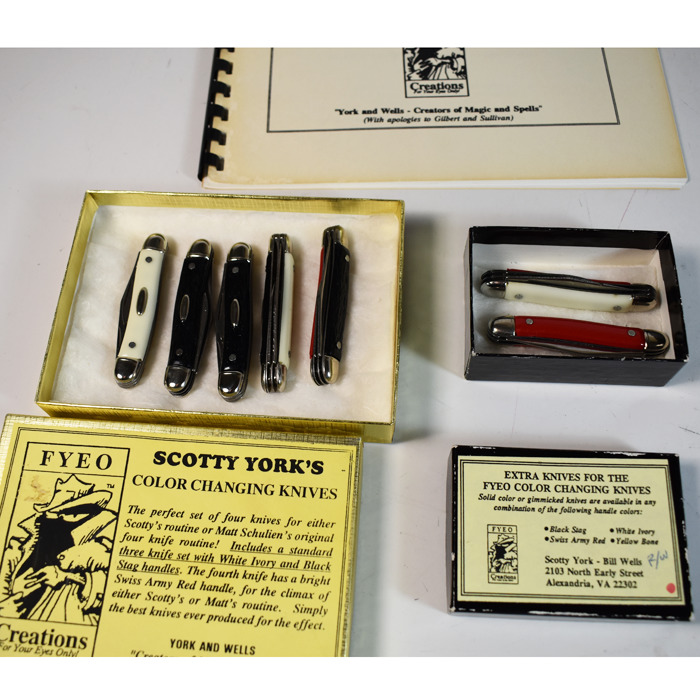 Creations
For Your Eyes Only!
"York and Wells - Creators of Magic and Spells"
(With apologies to Gilbert and Sullivan)
FYEO
TM
Creations
For Your Eyes Only!
SCOTTY YORK'S
COLOR CHANGING KNIVES
The perfect set of four knives for either
Scotty's routine or Matt Schulien's original
four knife routine! Includes a standard
three knife set with White Ivory and Black
Stag handles. The fourth knife has a bright
Swiss Army Red handle, for the climax of
either Scotty's or Matt's routine. Simply
the best knives ever produced for the effect.
YORK AND WELLS
EXTRA KNIVES FOR THE
FYEO COLOR CHANGING KNIVES
Solid color or gimmicked knives are available in any
combination of the following handle colors:
• Black Stag • White Ivory
• Swiss Army Red • Yellow Bone
FYEO
Creations
Scotty York - Bill Wells
2103 North Early Street
Alexandria, VA 22302
R/W